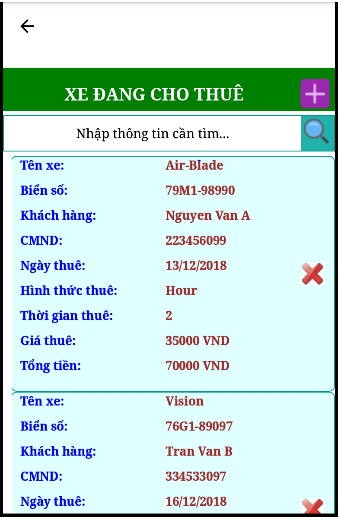 XE ĐANG CHO THUÊ
Nhập thông tin cần tìm...
Tên xe: Air-Blade
Biển số: 79M1-98990
Khách hàng: Nguyen Van A
CMND: 223456099
Ngày thuê: 13/12/2018
Hình thức thuê: Hour
Thời gian thuê: 2
Giá thuê: 35000 VND
Tổng tiền: 70000 VND
Tên xe: Vision
Biển số: 76G1-89097
Khách hàng: Tran Van B
CMND: 334533097
Ngày thuê: 16/12/2018